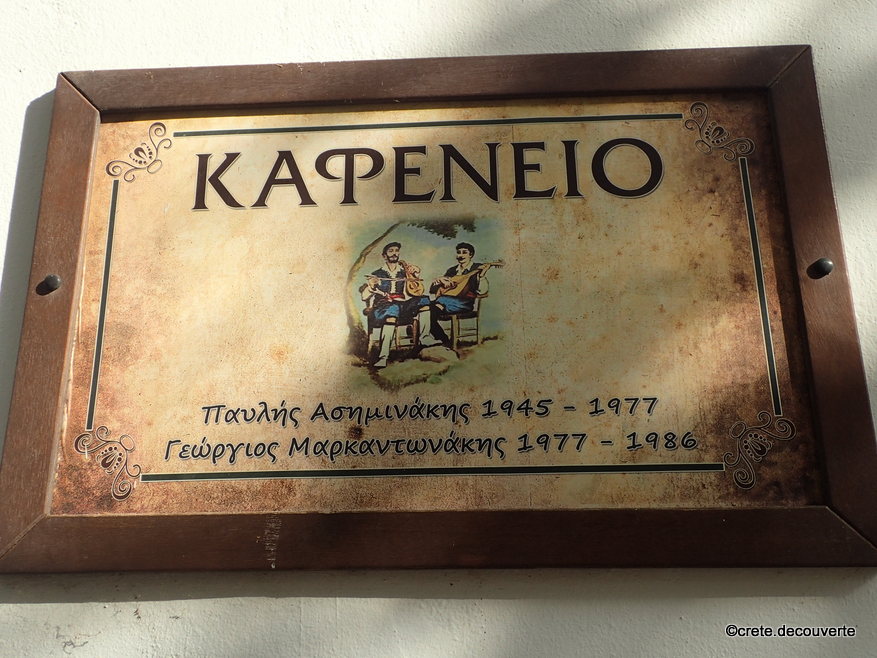 ΚΑΦΕΝΕΙΟ
Παυλής Ασημινάκης 1945 - 1977
Γεώργιος Μαρκαντωνάκης 1977 - 1986
©crete.decouverte